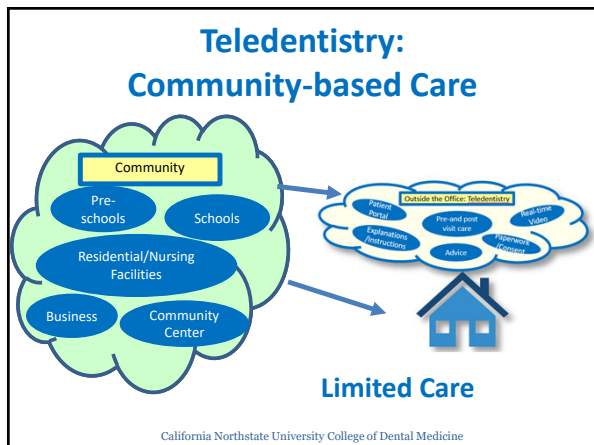 Teledentistry:
Community-based Care
Community
Pre-
schools
Schools
Residential/Nursing
Facilities
Business
Community
Center
Outside the Office: Teledentistry
Patient
Portal
Pre-and post
visit care
Real-time
Video
Explanations
/Instructions
Advice
Paperwork
/Consent
Limited Care
California Northstate University College of Dental Medicine